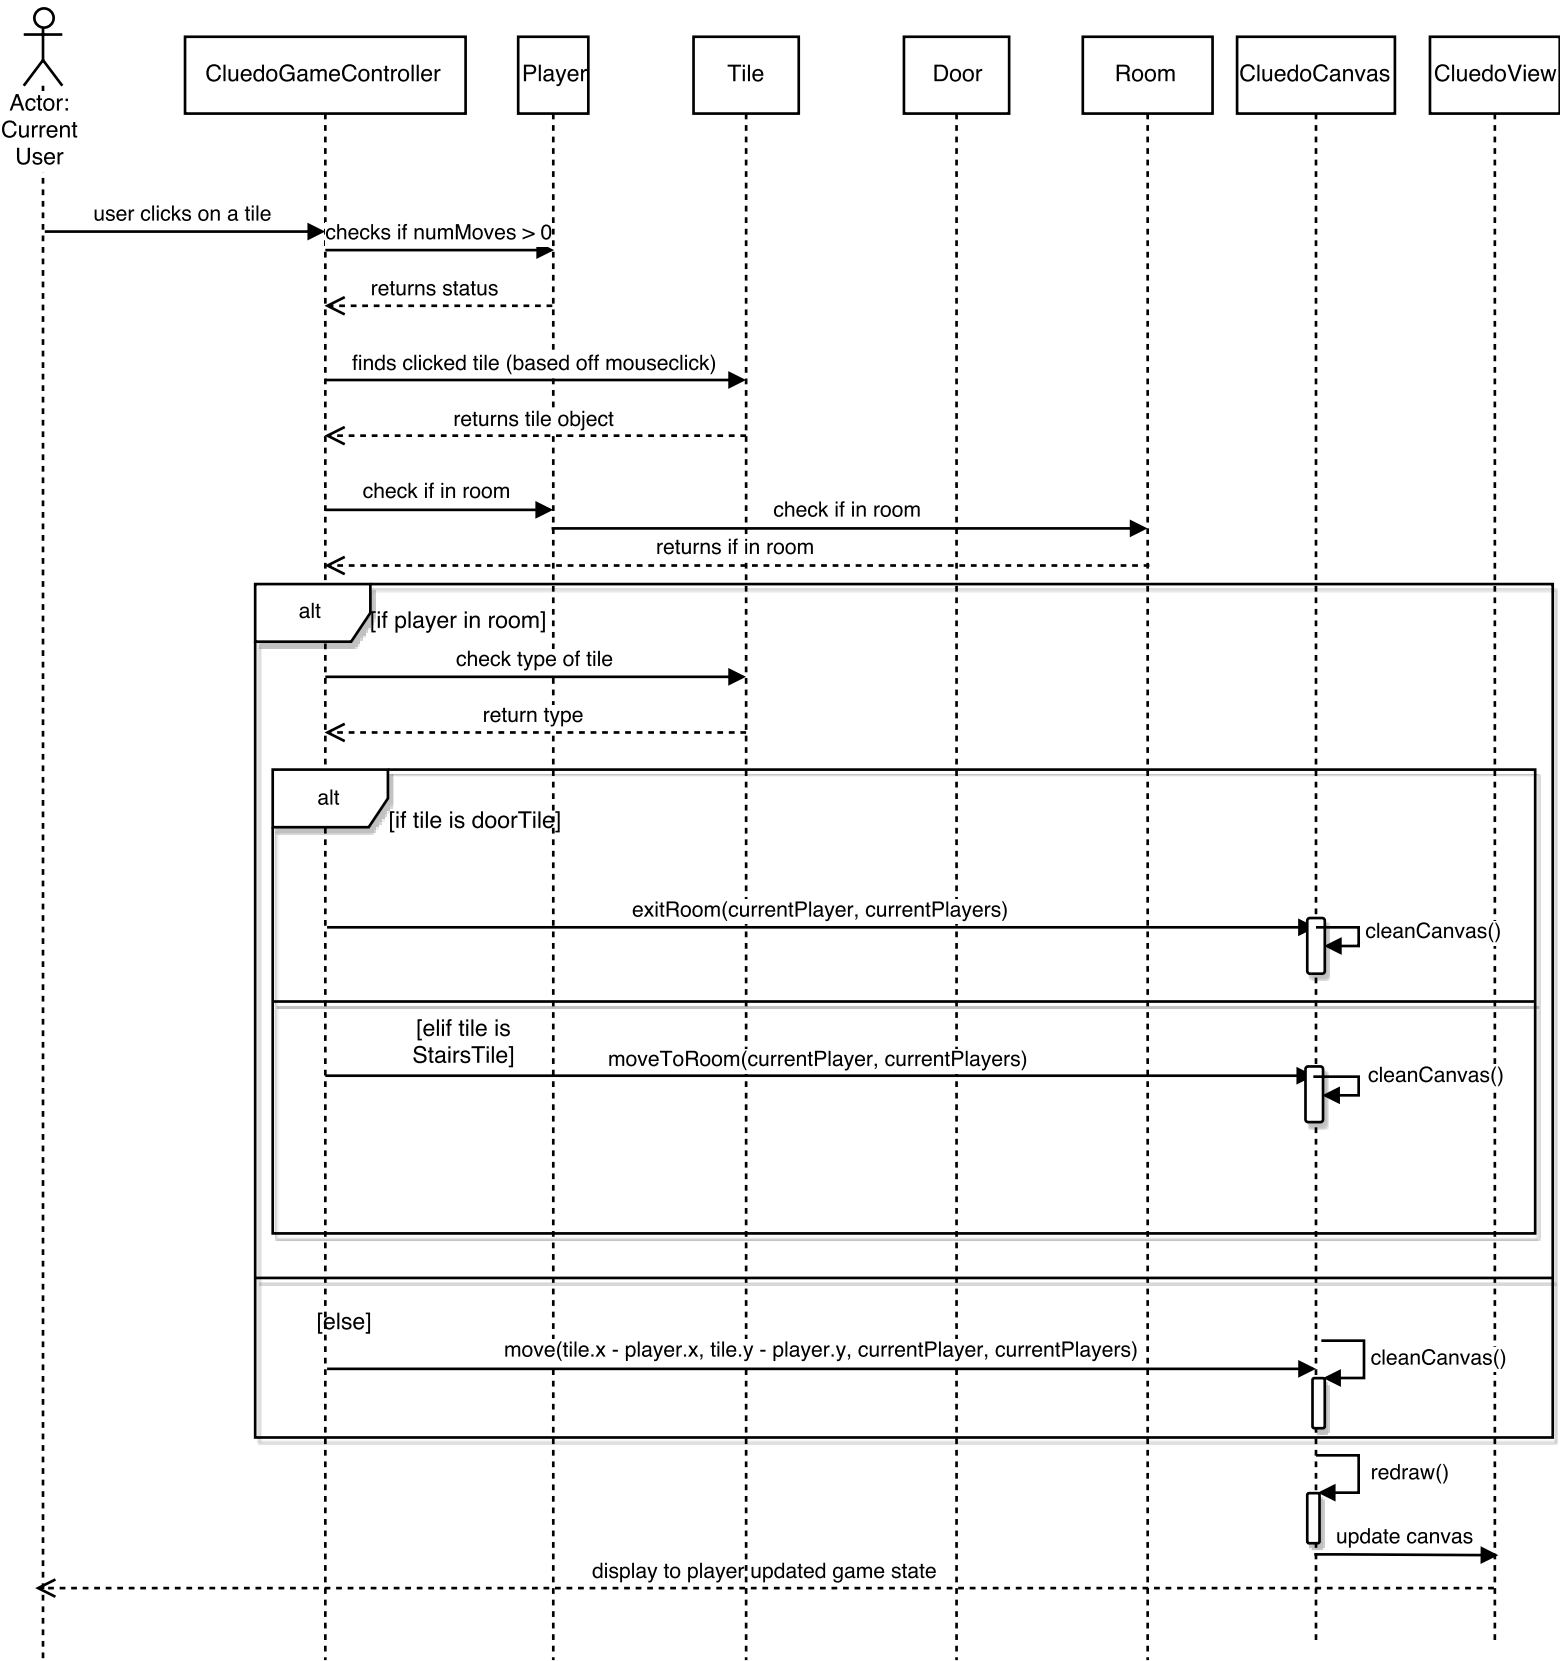 Actor:
Current
User
CluedoGameController
Player
Tile
Door
Room
CluedoCanvas
CluedoView
user clicks on a tile
checks if numMoves > 0
returns status
finds clicked tile (based off mouseclick)
returns tile object
check if in room
check if in room
returns if in room
alt
[if player in room]
check type of tile
return type
alt
[if tile is doorTile]
exitRoom(currentPlayer, currentPlayers)
cleanCanvas()
[elif tile is
StairsTile]
moveToRoom(currentPlayer, currentPlayers)
cleanCanvas()
[else]
move(tile.x - player.x, tile.y - player.y, currentPlayer, currentPlayers)
cleanCanvas()
redraw()
update canvas
display to player updated game state